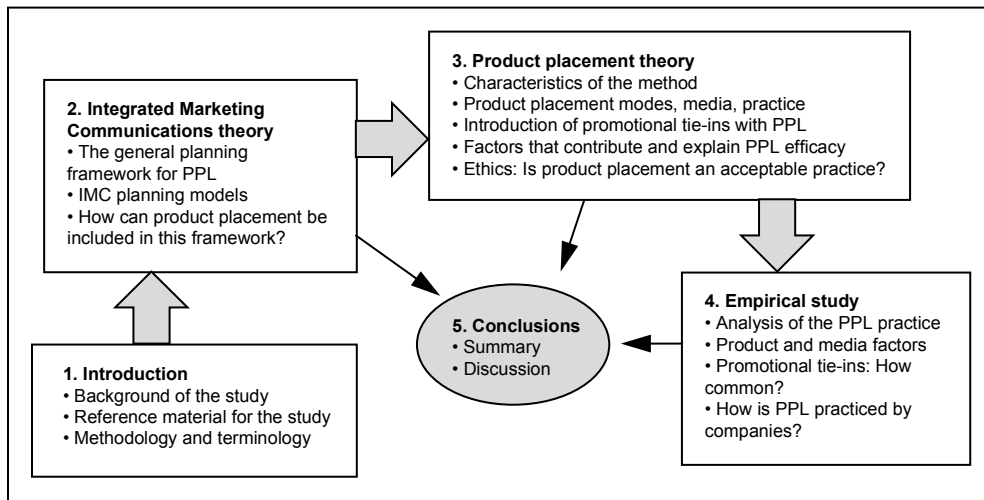 1. Introduction
• Background of the study
• Reference material for the study
• Methodology and terminology
2. Integrated Marketing
Communications theory
• The general planning
framework for PPL
• IMC planning models
• How can product placement be
included in this framework?
3. Product placement theory
• Characteristics of the method
• Product placement modes, media, practice
• Introduction of promotional tie-ins with PPL
• Factors that contribute and explain PPL efficacy
• Ethics: Is product placement an acceptable practice?
4. Empirical study
• Analysis of the PPL practice
• Product and media factors
• Promotional tie-ins: How
common?
• How is PPL practiced by
companies?
5. Conclusions
• Summary
• Discussion